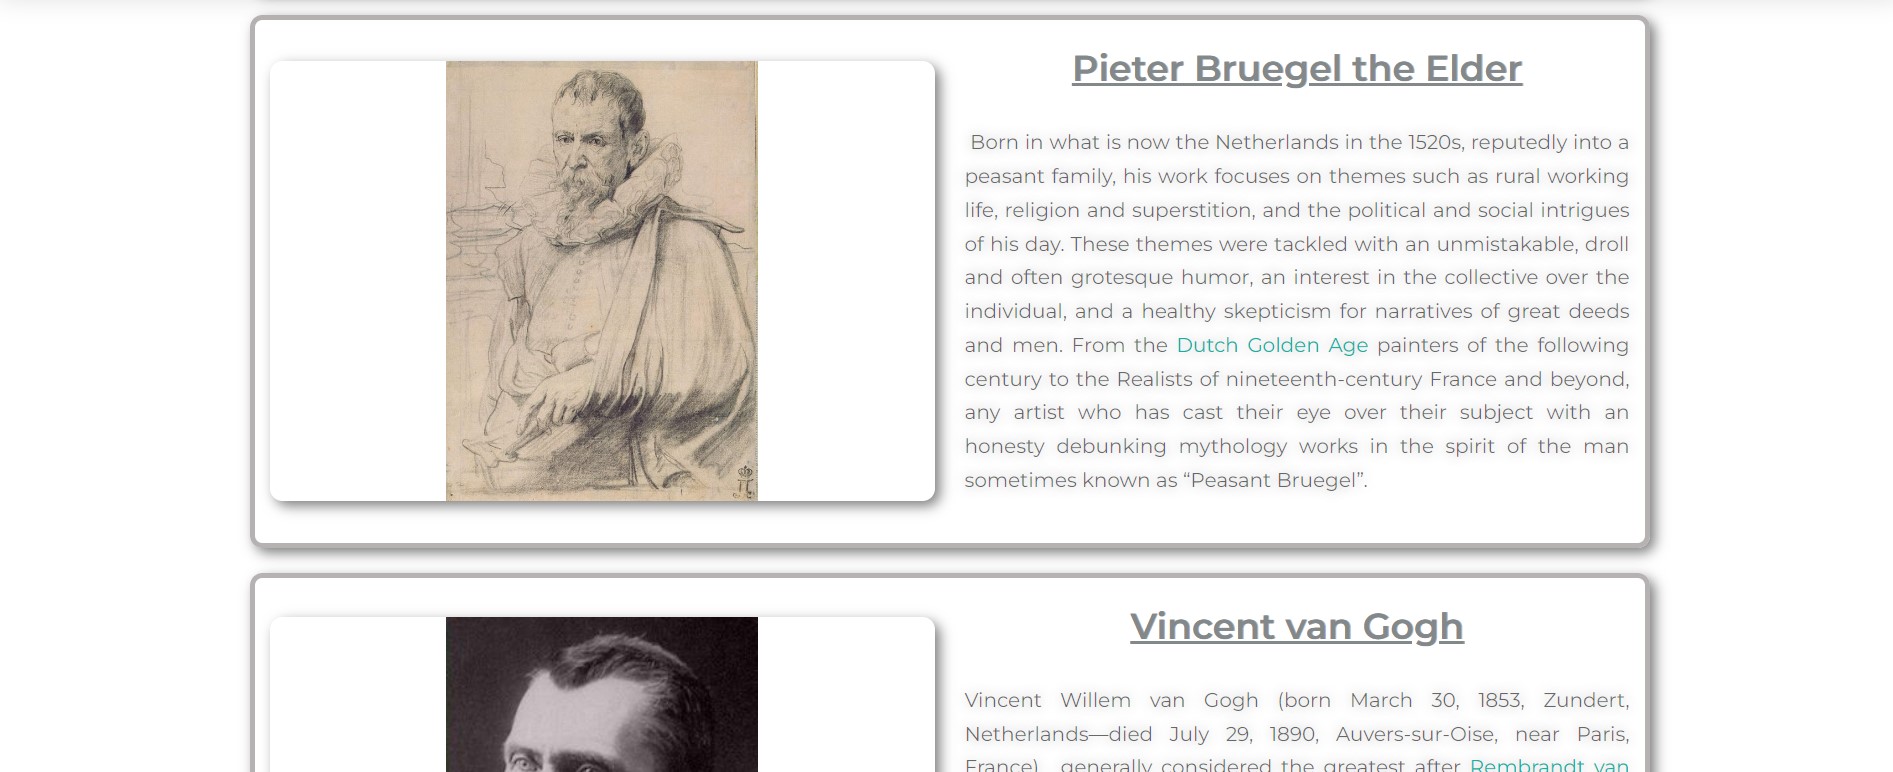 Pieter Bruegel the Elder
Born in what is now the Netherlands in the 1520s, reputedly into a
peasant family, his work focuses on themes such as rural working
life, religion and superstition, and the political and social intrigues
of his day. These themes were tackled with an unmistakable, droll
and often grotesque humor, an interest in the collective over the
individual, and a healthy skepticism for narratives of great deeds
and men. From the Dutch Golden Age painters of the following
century to the Realists of nineteenth-century France and beyond,
any artist who has cast their eye over their subject with an
honesty debunking mythology works in the spirit of the man
sometimes known as “Peasant Bruegel”.
Vincent van Gogh
Vincent Willem van Gogh (born March 30, 1853, Zundert,
Netherlands—died July 29, 1890, Auvers-sur-Oise, near Paris,
France) generally considered the greatest after Rembrandt van